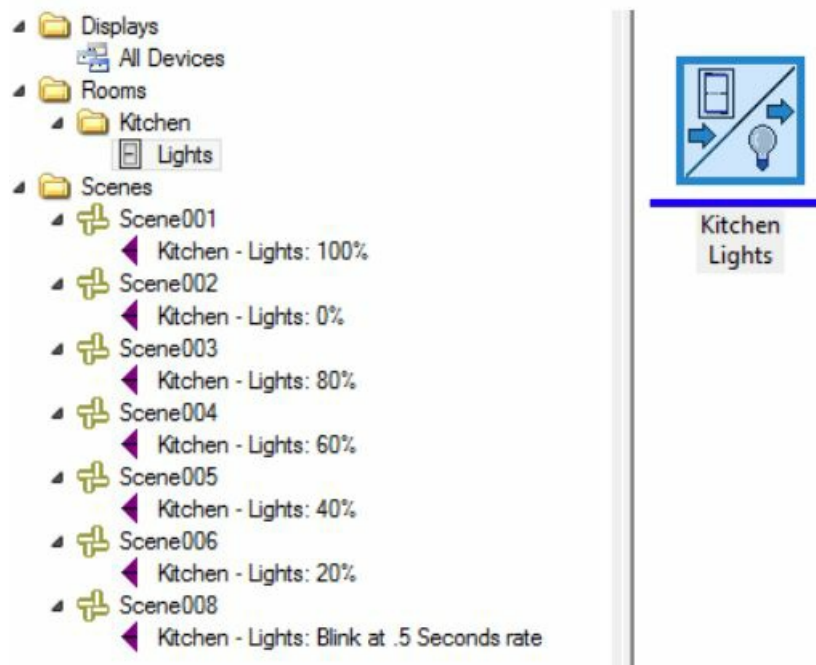 Displays
All Devices
Rooms
Kitchen
Lights
Scenes
Scene001
Kitchen - Lights: 100%
Scene002
Kitchen - Lights: 0%
Scene003
Kitchen - Lights: 80%
Scene004
Kitchen - Lights: 60%
Scene005
Kitchen - Lights: 40%
Scene006
Kitchen - Lights: 20%
Scene008
Kitchen - Lights: Blink at .5 Seconds rate
Kitchen
Lights